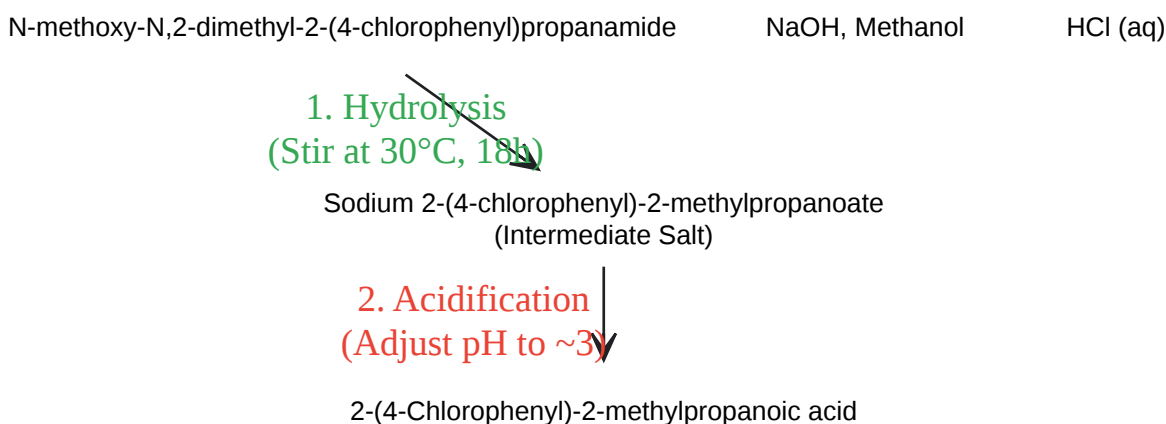 N-methoxy-N,2-dimethyl-2-(4-chlorophenyl)propanamide NaOH, Methanol HCl (aq)
1. Hydrolysis
(Stir at 30°C, 18h)
Sodium 2-(4-chlorophenyl)-2-methylpropanoate
(Intermediate Salt)
2. Acidification
(Adjust pH to ~3)
2-(4-Chlorophenyl)-2-methylpropanoic acid